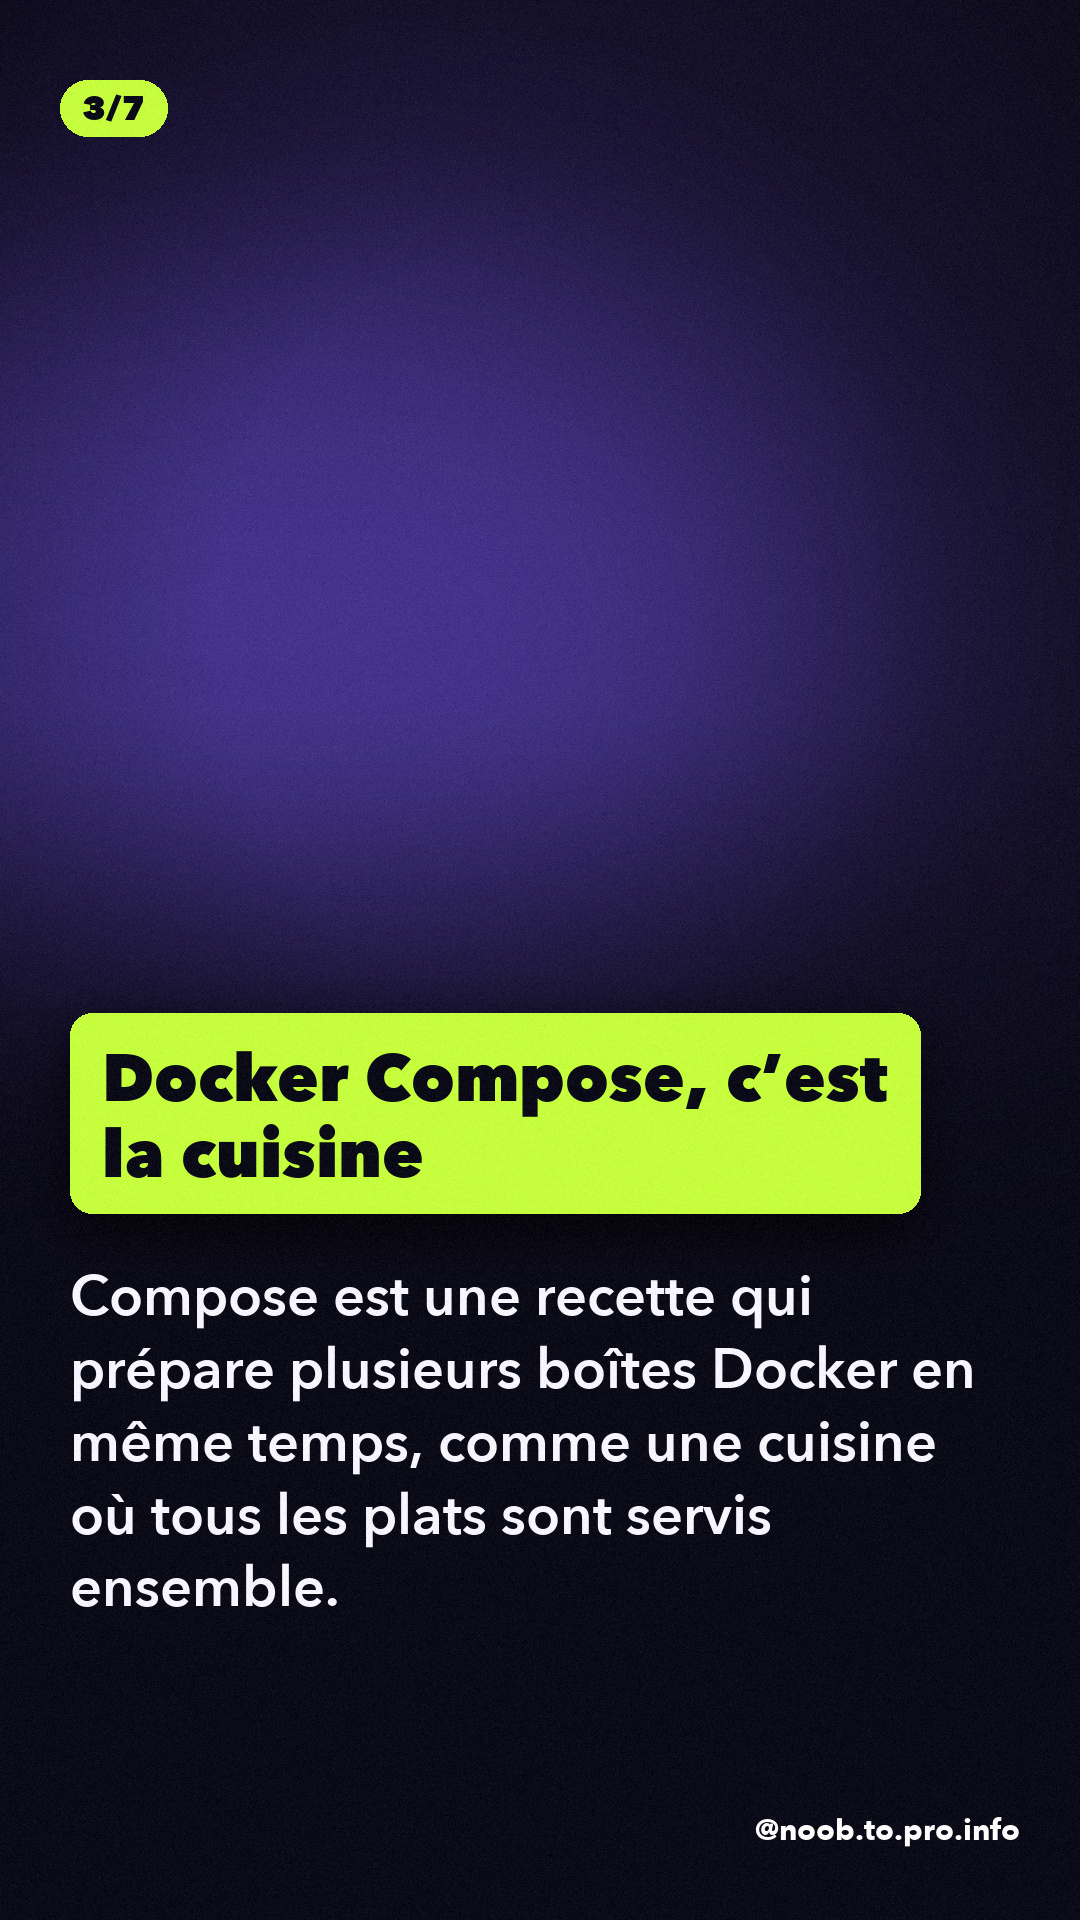 3/7
Docker Compose, c’est
la cuisine
Compose est une recette qui
prépare plusieurs boîtes Docker en
même temps, comme une cuisine
où tous les plats sont servis
ensemble.
@noob.to.pro.info